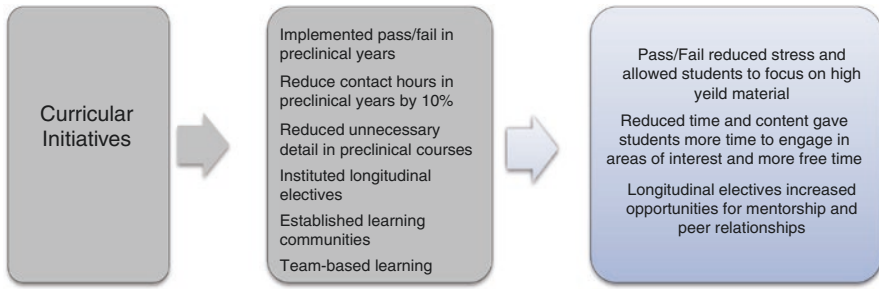 Curricular
Initiatives
Implemented pass/fail in
preclinical years
Reduce contact hours in
preclinical years by 10%
Reduced unnecessary
detail in preclinical courses
Instituted longitudinal
electives
Established learning
communities
Team-based learning
Pass/Fail reduced stress and
allowed students to focus on high
yeild material
Reduced time and content gave
students more time to engage in
areas of interest and more free time
Longitudinal electives increased
opportunities for mentorship and
peer relationships